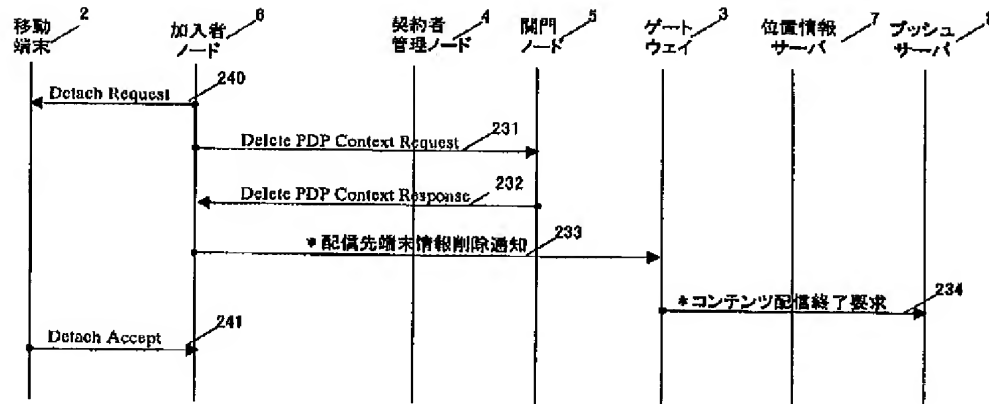 移動端末 2
加入者ノード 6
契約者管理ノード 4
関門ノード 5
ゲートウェイ 3
位置情報サーバ 7
プッシュサーバ 8
Detach Request 240
Delete PDP Context Request 231
Delete PDP Context Response 232
*配信先端末情報削除通知 233
*コンテンツ配信終了要求 234
Detach Accept 241